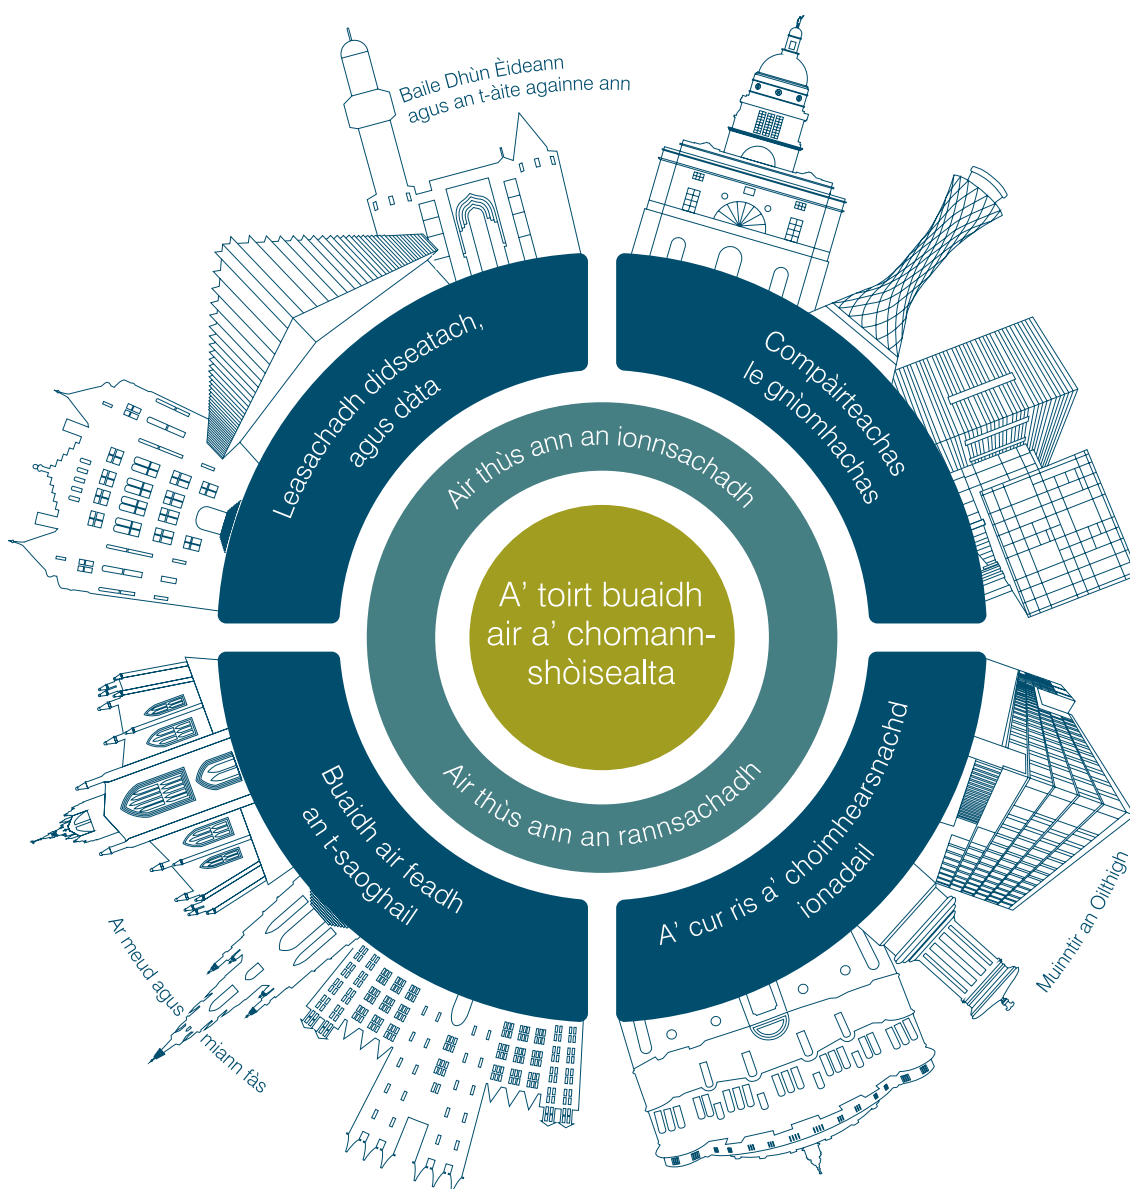 Baile Dhùn Èideann
agus an t-àite againne ann
Leasachadh didseatach,
agus dàta
Compàirteachas
le gnìomhachas
Air thùs ann an ionnsachadh
A' toirt buaidh
air a' chomann-
shòisealta
Air thùs ann an rannsachadh
Buaidh air feadh
an t-saoghail
A' cur ris a' choimhearsnachd
ionadail
Ar meud agus ar miann fàs
Muinntir an Oilthigh